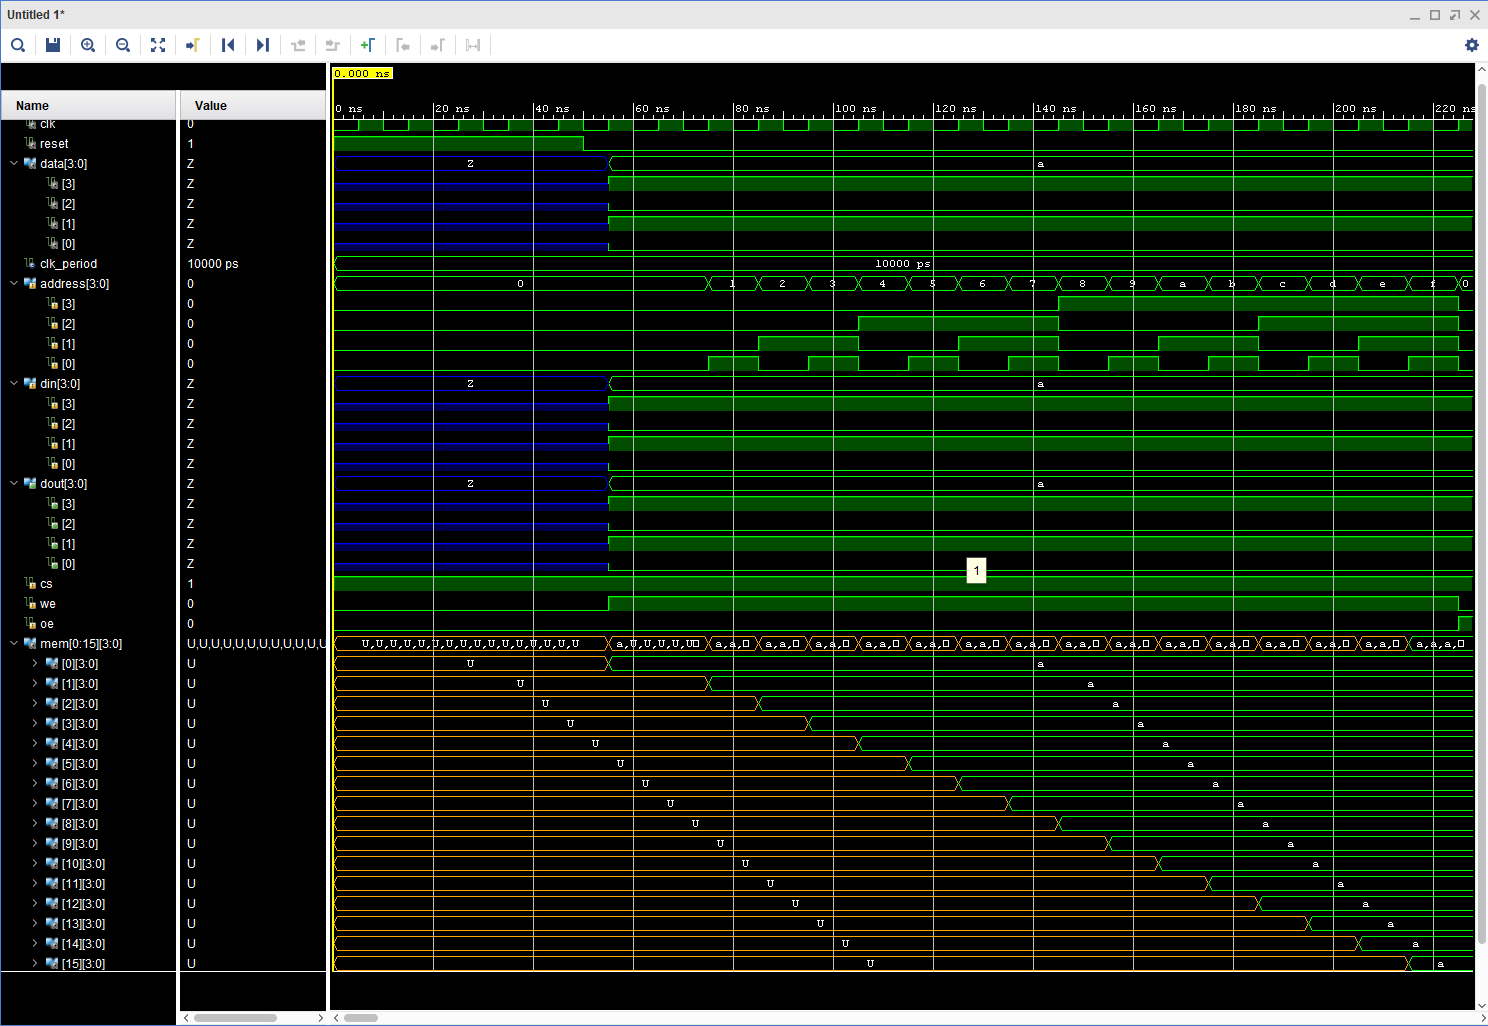 Untitled 1*
0.000 ns
0 ns 20 ns 40 ns 60 ns 80 ns 100 ns 120 ns 140 ns 160 ns 180 ns 200 ns 220 ns
Name Value
clk 0
reset 1
data[3:0] Z Z a
[3] Z
[2] Z
[1] Z
[0] Z
clk_period 10000 ps 10000 ps
address[3:0] 0 0 1 2 3 4 5 6 7 8 9 a b c d e f 0
[3] 0
[2] 0
[1] 0
[0] 0
din[3:0] Z Z a
[3] Z
[2] Z
[1] Z
[0] Z
dout[3:0] Z Z a
[3] Z
[2] Z
[1] Z
[0] Z
1
cs 1
we 0
oe 0
mem[0:15][3:0] U,U,U,U,U,U,U,U,U,U,U,U U,U,U,U,U,U,U,U,U,U,U,U,U,U,U,U a,U,U,U,U a,a, a,a, a,a, a,a, a,a, a,a, a,a, a,a, a,a, a,a, a,a, a,a, a,a, a,a, a,a,a,
[0][3:0] U U a
[1][3:0] U U a
[2][3:0] U U a
[3][3:0] U U a
[4][3:0] U U a
[5][3:0] U U a
[6][3:0] U U a
[7][3:0] U U a
[8][3:0] U U a
[9][3:0] U U a
[10][3:0] U U a
[11][3:0] U U a
[12][3:0] U U a
[13][3:0] U U a
[14][3:0] U U a
[15][3:0] U U a